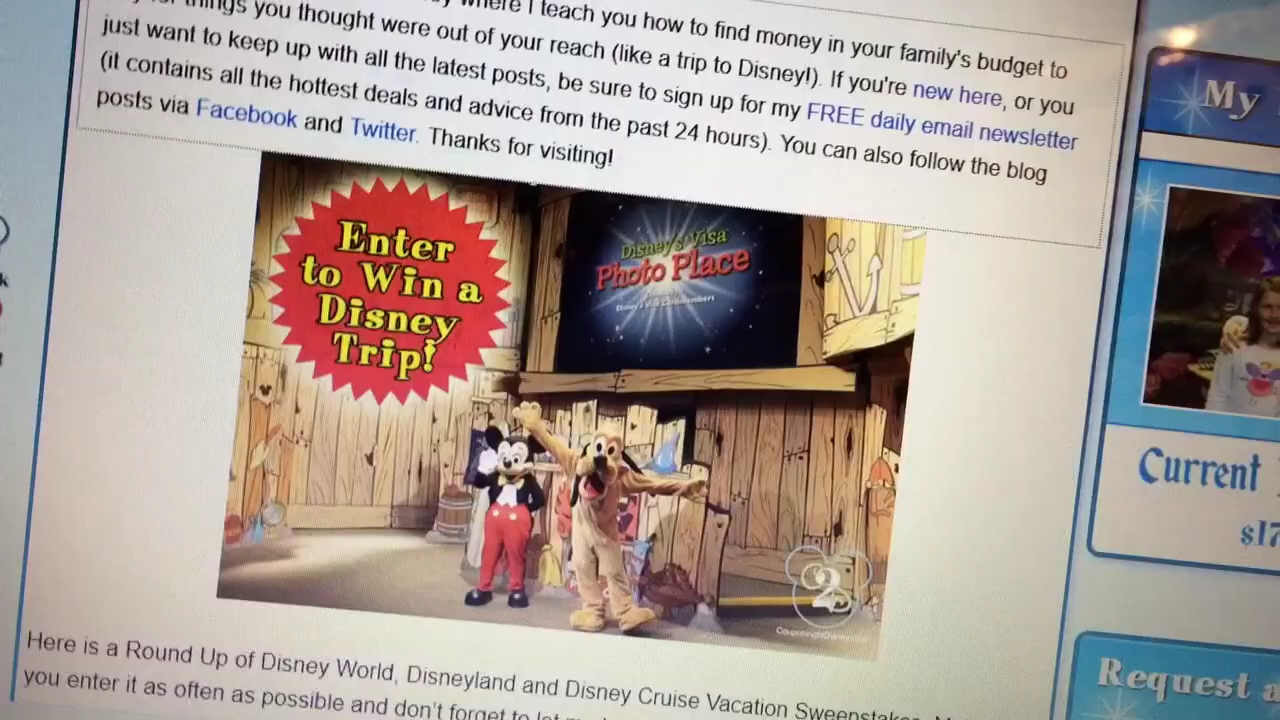 where I teach you how to find money in your family's budget to
things you thought were out of your reach (like a trip to Disney!). If you're new here, or you
just want to keep up with all the latest posts, be sure to sign up for my FREE daily email newsletter
(it contains all the hottest deals and advice from the past 24 hours). You can also follow the blog
posts via Facebook and Twitter. Thanks for visiting!
Enter
to Win a
Disney
Trip!
Disney's Visa
Photo Place
Here is a Round Up of Disney World, Disneyland and Disney Cruise Vacation
you enter it as often as possible and don't forget to
My
Current
$17
Request a